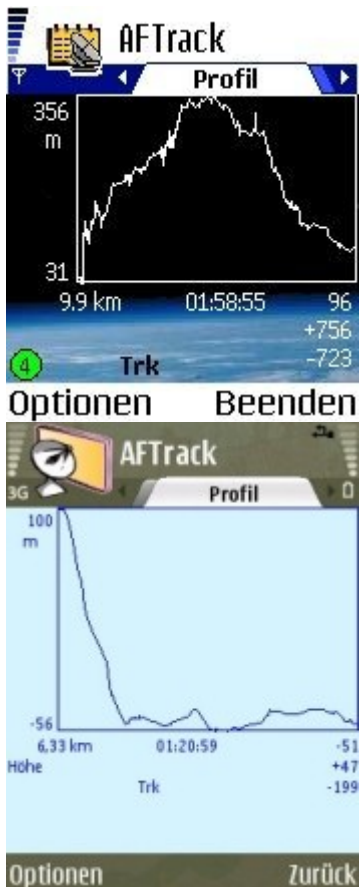 AFTrack
Profil
356
m
31
9.9 km 01:58:55 96
+756
4 Trk -723
Optionen Beenden
AFTrack
3G Profil
100
m
-56
6,33 km 01:20:59 -51
Höhe +47
Trk -199
Optionen Zurück